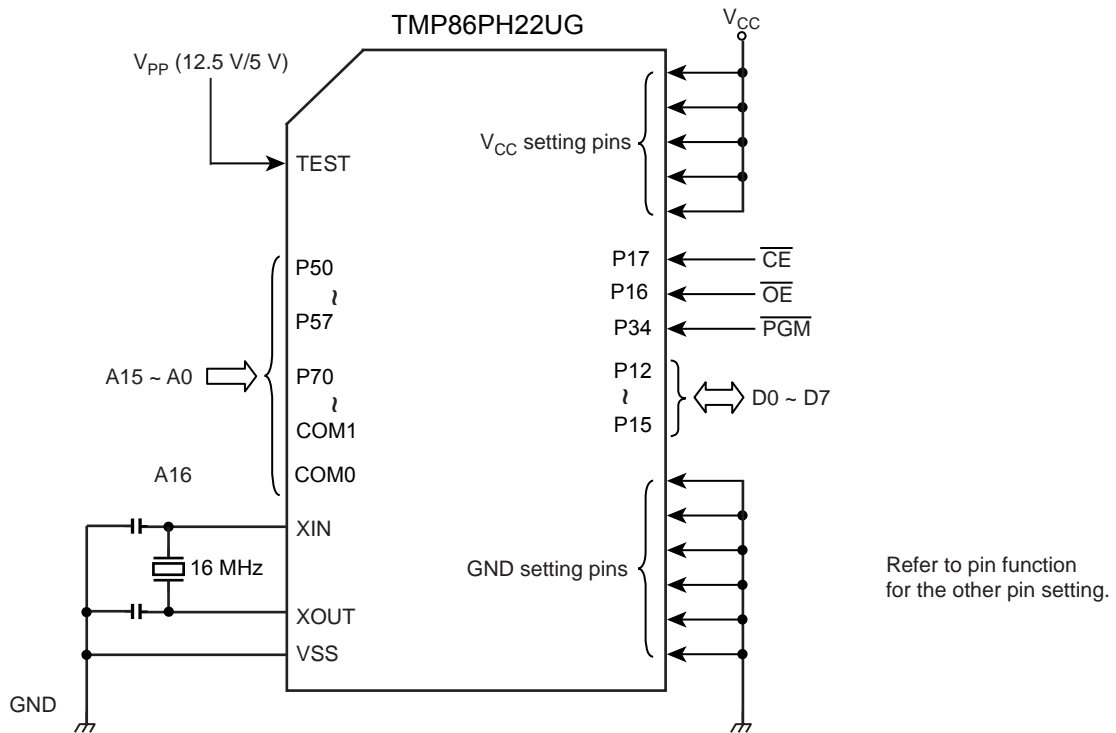 TMP86PH22UG
VCC
VPP (12.5 V/5 V)
VCC setting pins
TEST
P50
~
P57
A15 ~ A0
P70
~
COM1
A16
COM0
XIN
16 MHz
XOUT
VSS
GND
P17
CE
P16
OE
P34
PGM
P12
~
P15
D0 ~ D7
GND setting pins
Refer to pin function
for the other pin setting.